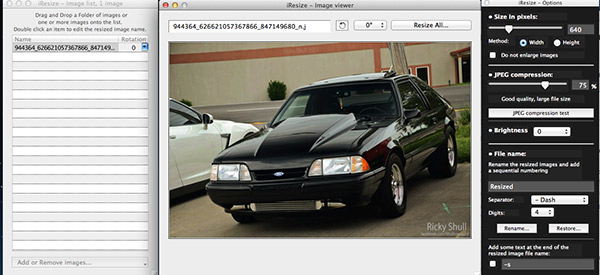 iResize - Image list, 1 image
Drag and Drop a Folder of images or
one or more images onto the list.
Double click an item to edit the resized image name.
Name
Rotation
944364_626621057367866_847149...
0
Add or Remove images...
iResize - Image viewer
944364_626621057367866_847149680_n.j
0°
Resize All...
Ricky Shull
iResize - Options
Size in pixels:
640
Method:
Width
Height
Do not enlarge images
JPEG compression:
75 %
Good quality, large file size
JPEG compression test
Brightness
0
File name:
Rename the resized images and add
a sequential numbering
Resized
Separator:
- Dash
Digits:
4
Rename...
Restore...
Add some text at the end of the
resized image file name:
-s